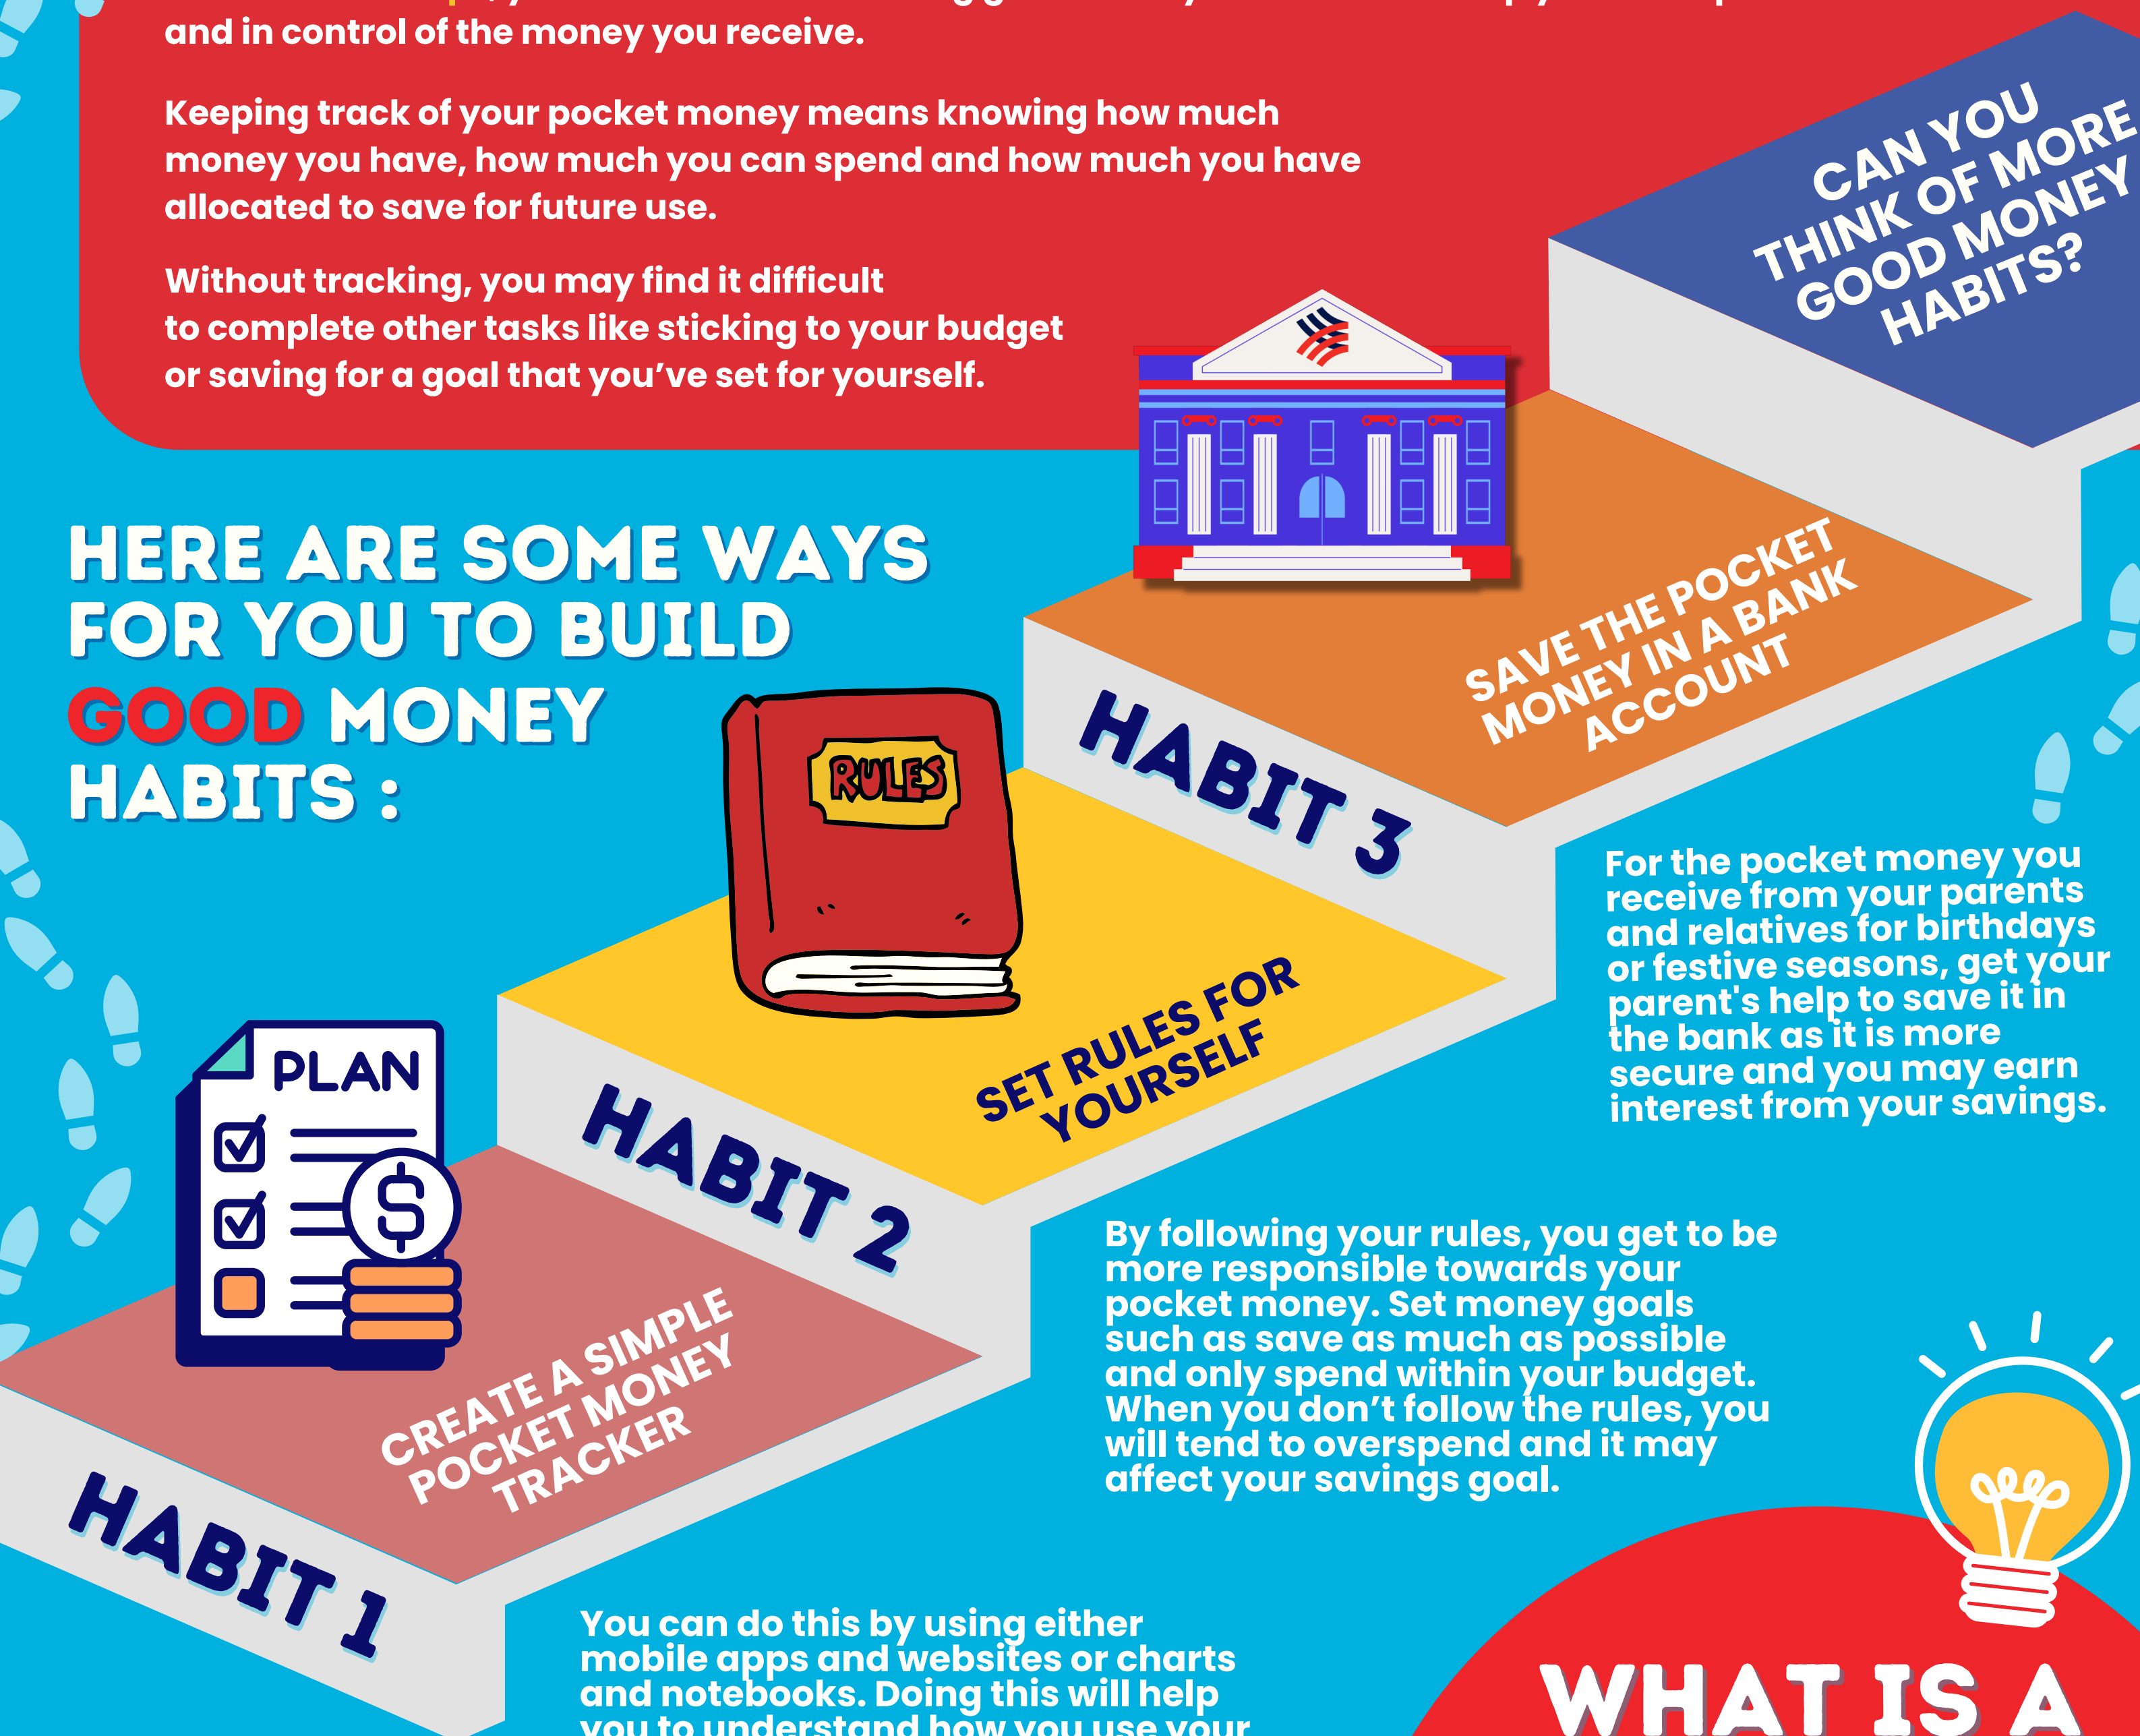 and in control of the money you receive.
Keeping track of your pocket money means knowing how much
money you have, how much you can spend and how much you have
allocated to save for future use.
Without tracking, you may find it difficult
to complete other tasks like sticking to your budget
or saving for a goal that you've set for yourself.
CAN YOU
THINK OF MORE
GOOD MONEY
HABITS?
HERE ARE SOME WAYS
FOR YOU TO BUILD
GOOD MONEY
HABITS :
SAVE THE POCKET
MONEY IN A BANK
ACCOUNT
HABIT 3
For the pocket money you
receive from your parents
and relatives for birthdays
or festive seasons, get your
parent's help to save it in
the bank as it is more
secure and you may earn
interest from your savings.
RULES
SET RULES FOR
YOURSELF
HABIT 2
By following your rules, you get to be
more responsible towards your
pocket money. Set money goals
such as save as much as possible
and only spend within your budget.
When you don't follow the rules, you
will tend to overspend and it may
affect your savings goal.
PLAN
$
CREATE A SIMPLE
POCKET MONEY
TRACKER
HABIT 1
You can do this by using either
mobile apps and websites or charts
and notebooks. Doing this will help
you to understand how you use your
WHAT IS A